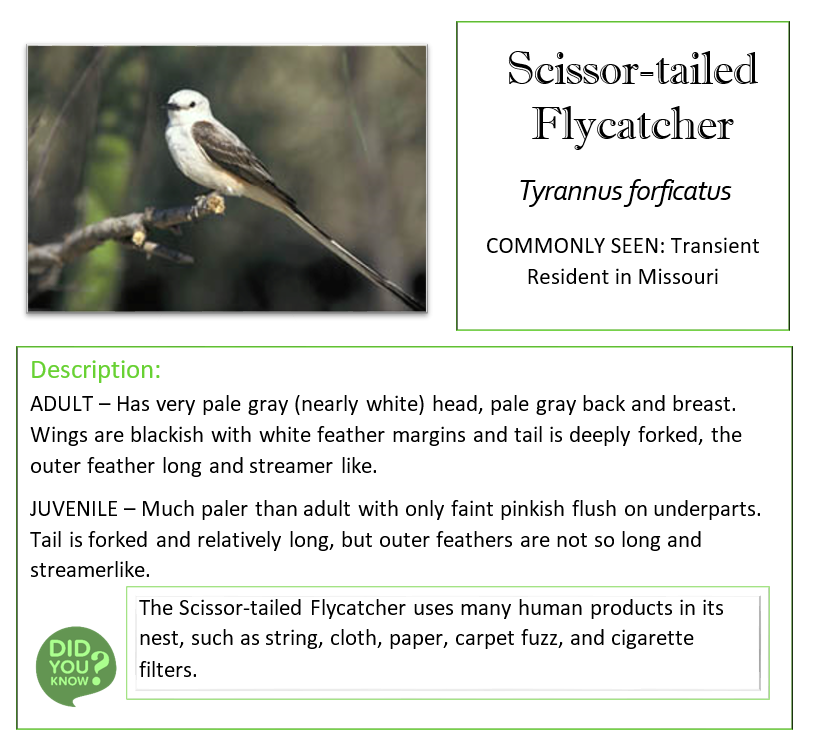 Scissor-tailed
Flycatcher
Tyrannus forficatus
COMMONLY SEEN: Transient
Resident in Missouri
Description:
ADULT – Has very pale gray (nearly white) head, pale gray back and breast.
Wings are blackish with white feather margins and tail is deeply forked, the
outer feather long and streamer like.
JUVENILE – Much paler than adult with only faint pinkish flush on underparts.
Tail is forked and relatively long, but outer feathers are not so long and
streamerlike.
DID
YOU
KNOW?
The Scissor-tailed Flycatcher uses many human products in its
nest, such as string, cloth, paper, carpet fuzz, and cigarette
filters.